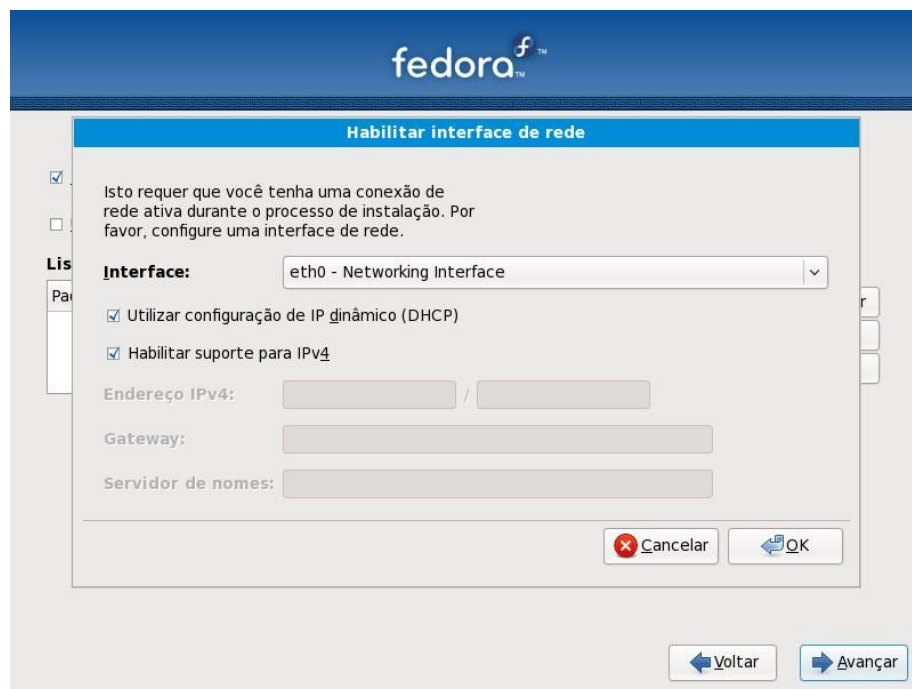 fedora
Habilitar interface de rede
Isto requer que você tenha uma conexão de
rede ativa durante o processo de instalação. Por
favor, configure uma interface de rede.
Lis
Interface: eth0 - Networking Interface
Pa
r
Utilizar configuração de IP dinâmico (DHCP)
Habilitar suporte para IPv4
Endereço IPv4: /
Gateway:
Servidor de nomes:
Cancelar OK
Voltar Avançar